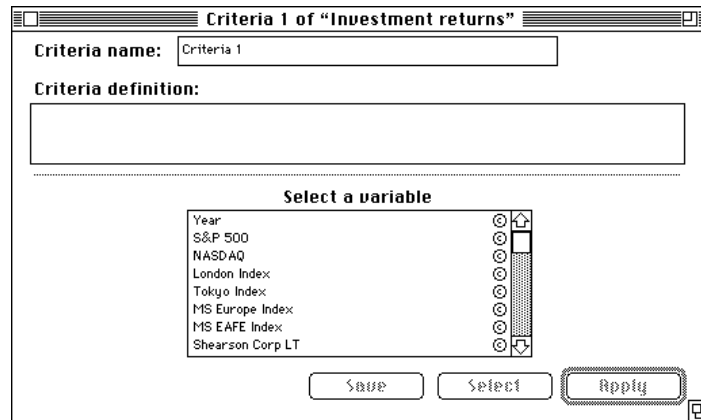 Criteria 1 of “Investment returns”
Criteria name: Criteria 1
Criteria definition:
Select a variable
Year ©
S&P 500 ©
NASDAQ ©
London Index ©
Tokyo Index ©
MS Europe Index ©
MS EAFE Index ©
Shearson Corp LT ©
Save Select Apply